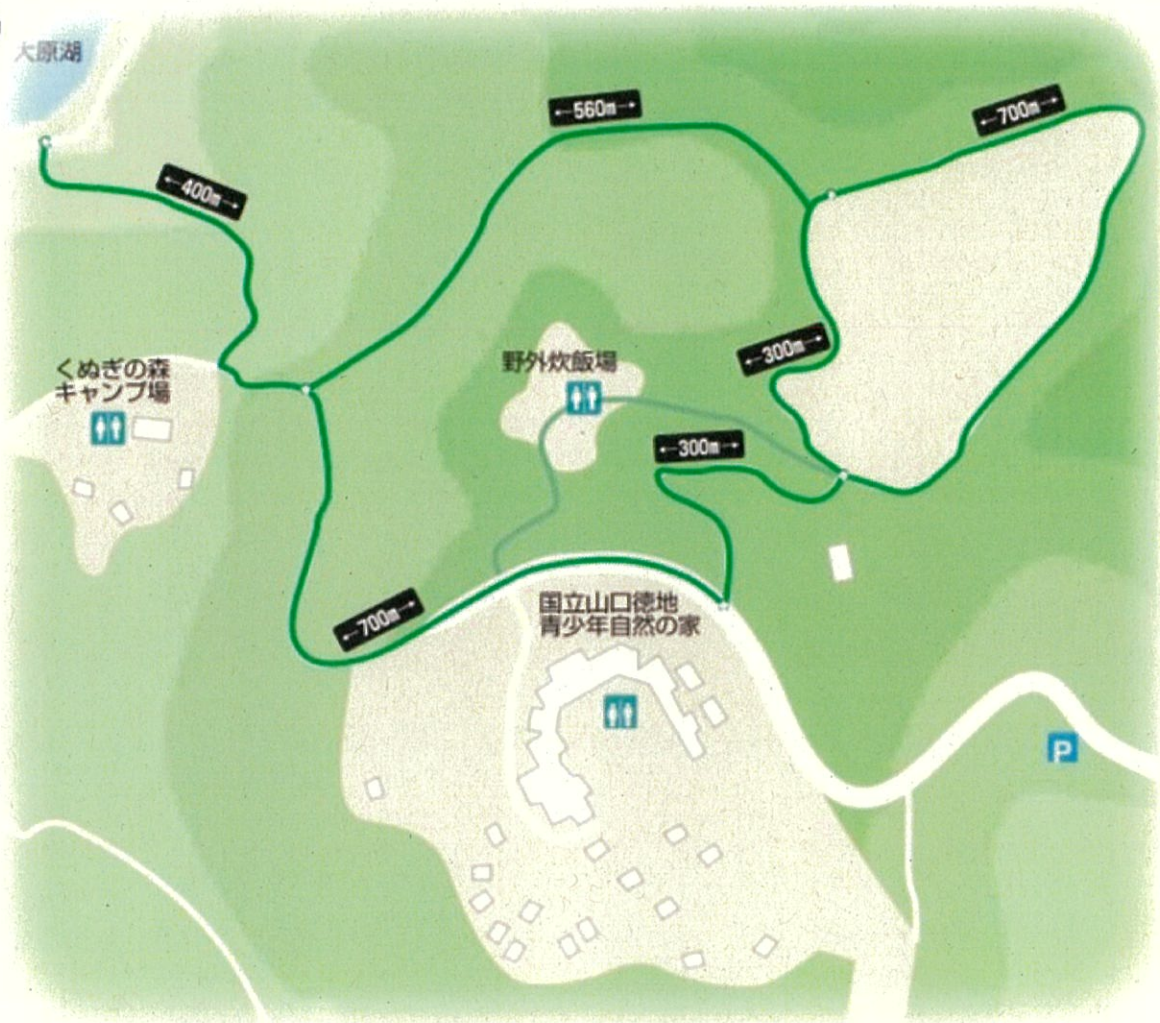 大原湖
560m
700m
400m
300m
野外炊飯場
くぬぎの森
キャンプ場
300m
国立山口徳地
青少年自然の家
700m
P